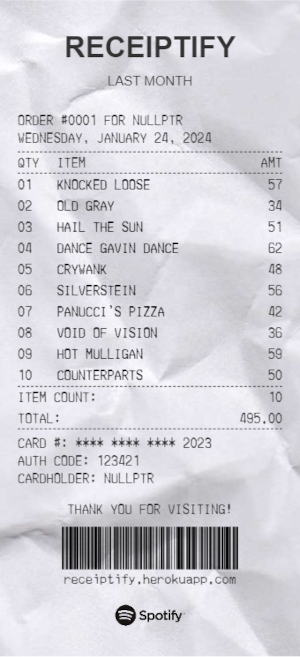 RECEIPTIFY
LAST MONTH
ORDER #0001 FOR NULLPTR
WEDNESDAY, JANUARY 24, 2024
QTY ITEM AMT
01 KNOCKED LOOSE 57
02 OLD GRAY 34
03 HAIL THE SUN 51
04 DANCE GAVIN DANCE 62
05 CRYWANK 48
06 SILVERSTEIN 56
07 PANUCCI'S PIZZA 42
08 VOID OF VISION 36
09 HOT MULLIGAN 59
10 COUNTERPARTS 50
ITEM COUNT: 10
TOTAL: 495.00
CARD #: **** **** **** 2023
AUTH CODE: 123421
CARDHOLDER: NULLPTR
THANK YOU FOR VISITING!
receiptify.herokuapp.com
Spotify